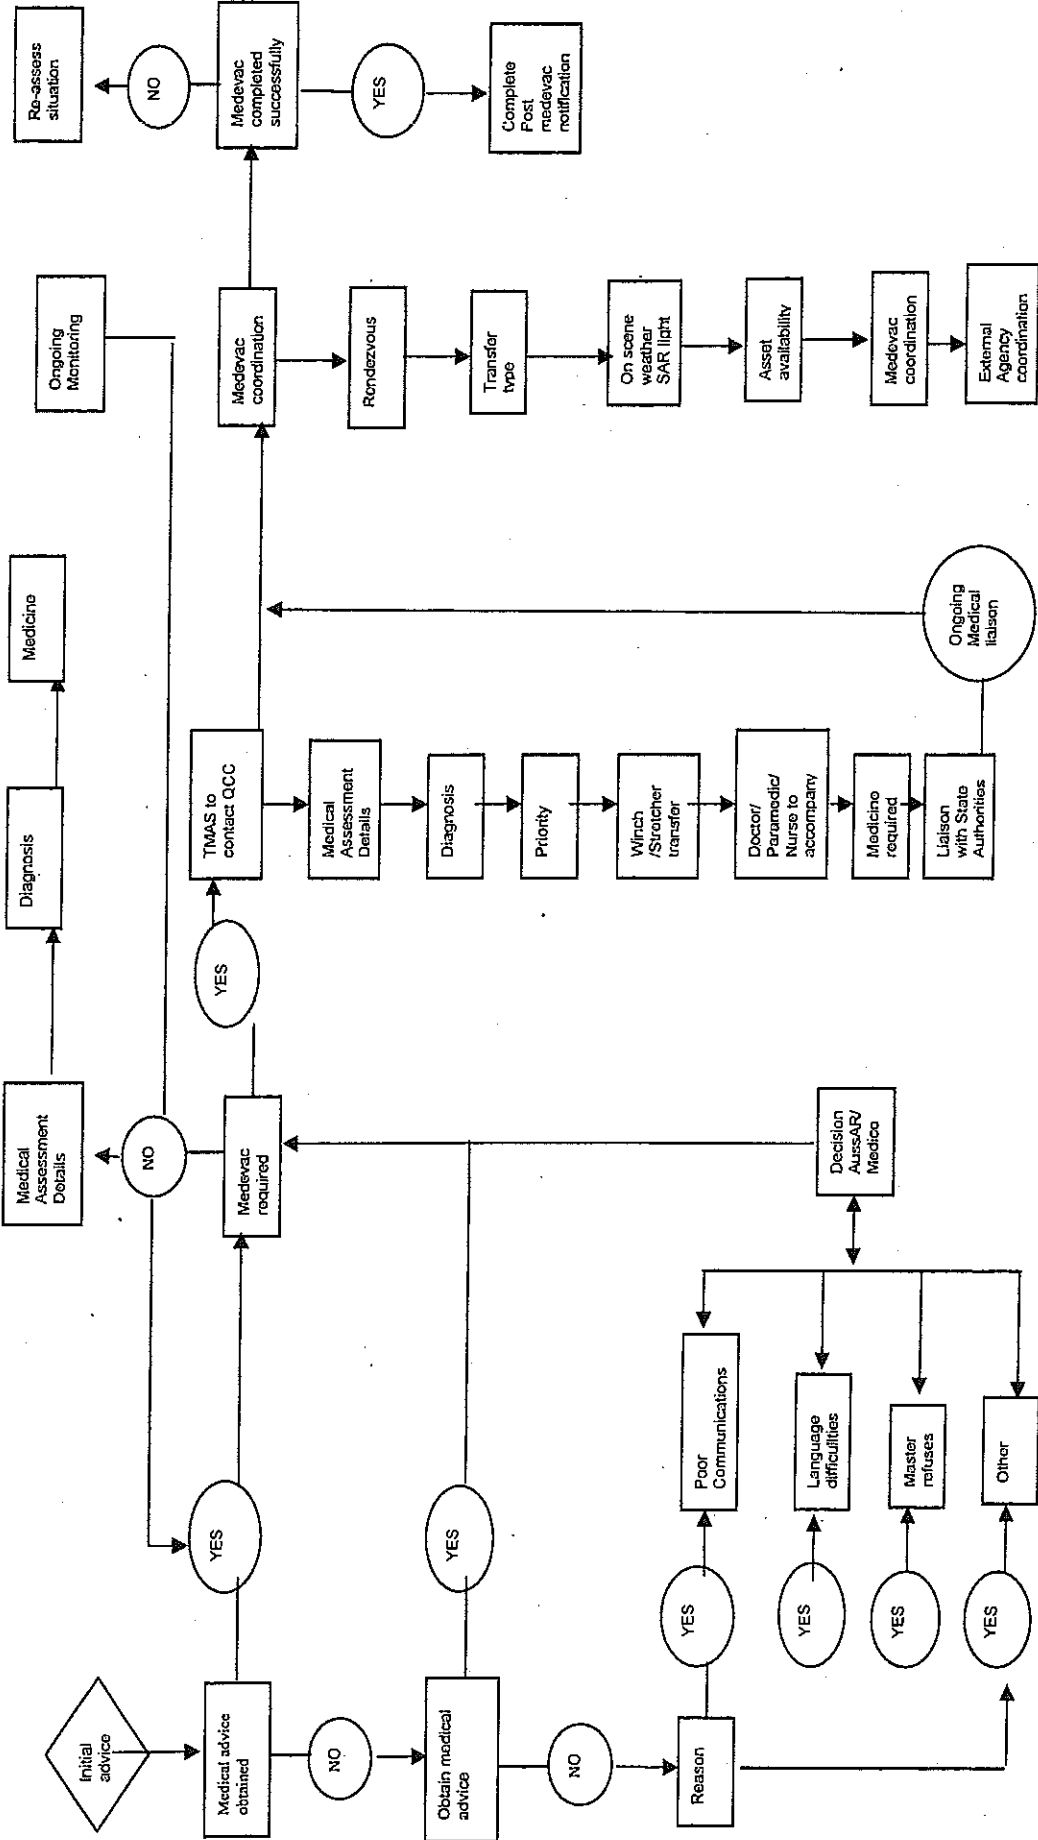 Initial
advice
Medical advice
obtained
NO
Obtain medical
advice
NO
Reason
YES
YES
YES
YES
YES
YES
Poor
Communications
Language
difficulties
Master
refuses
Other
Decision
AusSAR/
Medico
Medevac
required
NO
Medical
Assessment
Details
Diagnosis
Medicine
YES
TMAS to
contact QCC
Medical
Assessment
Details
Diagnosis
Priority
Winch
/Stretcher
transfer
Doctor/
Paramedic/
Nurse to
accompany
Medicine
required
Liaison
with State
Authorities
Ongoing
Medical
liaison
Ongoing
Monitoring
Medevac
coordination
Rendezvous
Transfer
type
On scene
weather
SAR light
Asset
availability
Medevac
coordination
External
Agency
coordination
Medevac
completed
successfully
NO
Re-assess
situation
YES
Complete
Post
medevac
notification